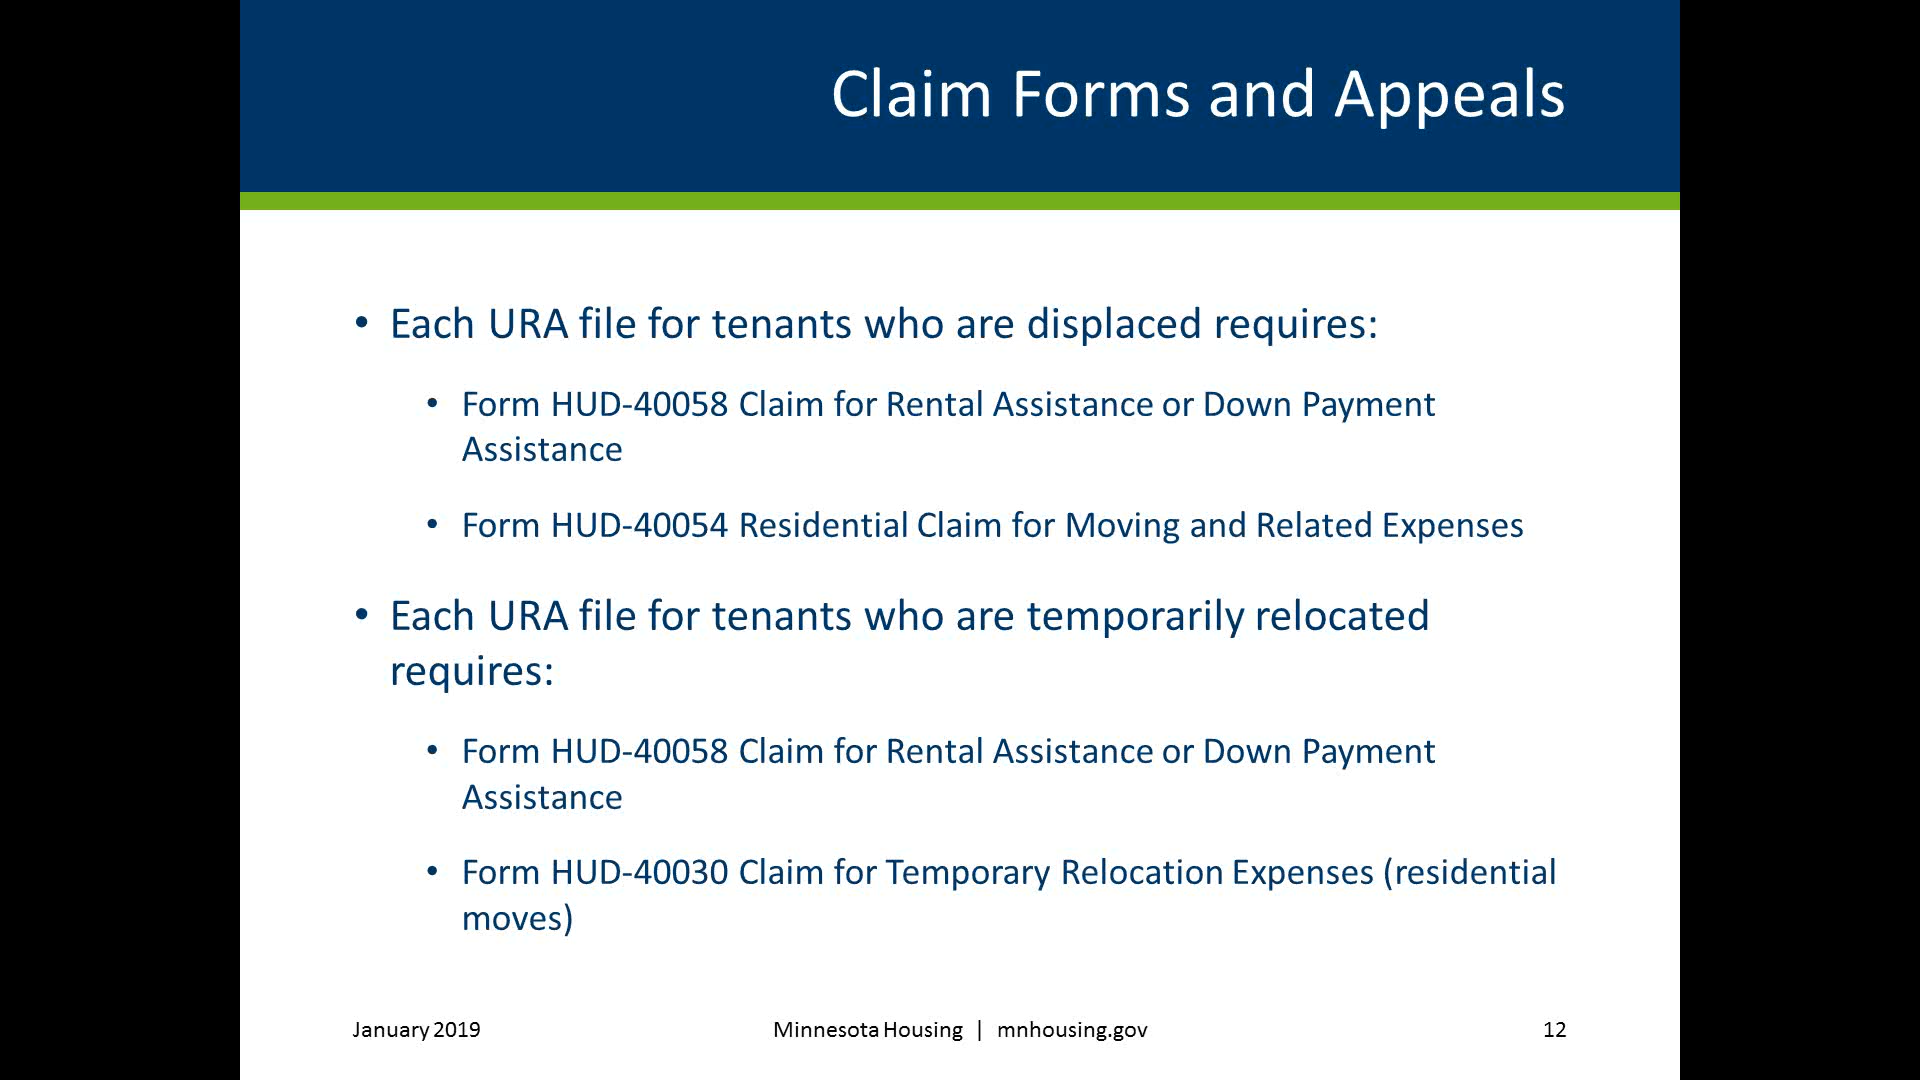 Claim Forms and Appeals
• Each URA file for tenants who are displaced requires:
• Form HUD-40058 Claim for Rental Assistance or Down Payment
Assistance
• Form HUD-40054 Residential Claim for Moving and Related Expenses
• Each URA file for tenants who are temporarily relocated
requires:
• Form HUD-40058 Claim for Rental Assistance or Down Payment
Assistance
• Form HUD-40030 Claim for Temporary Relocation Expenses (residential
moves)
January 2019 Minnesota Housing | mnhousing.gov 12